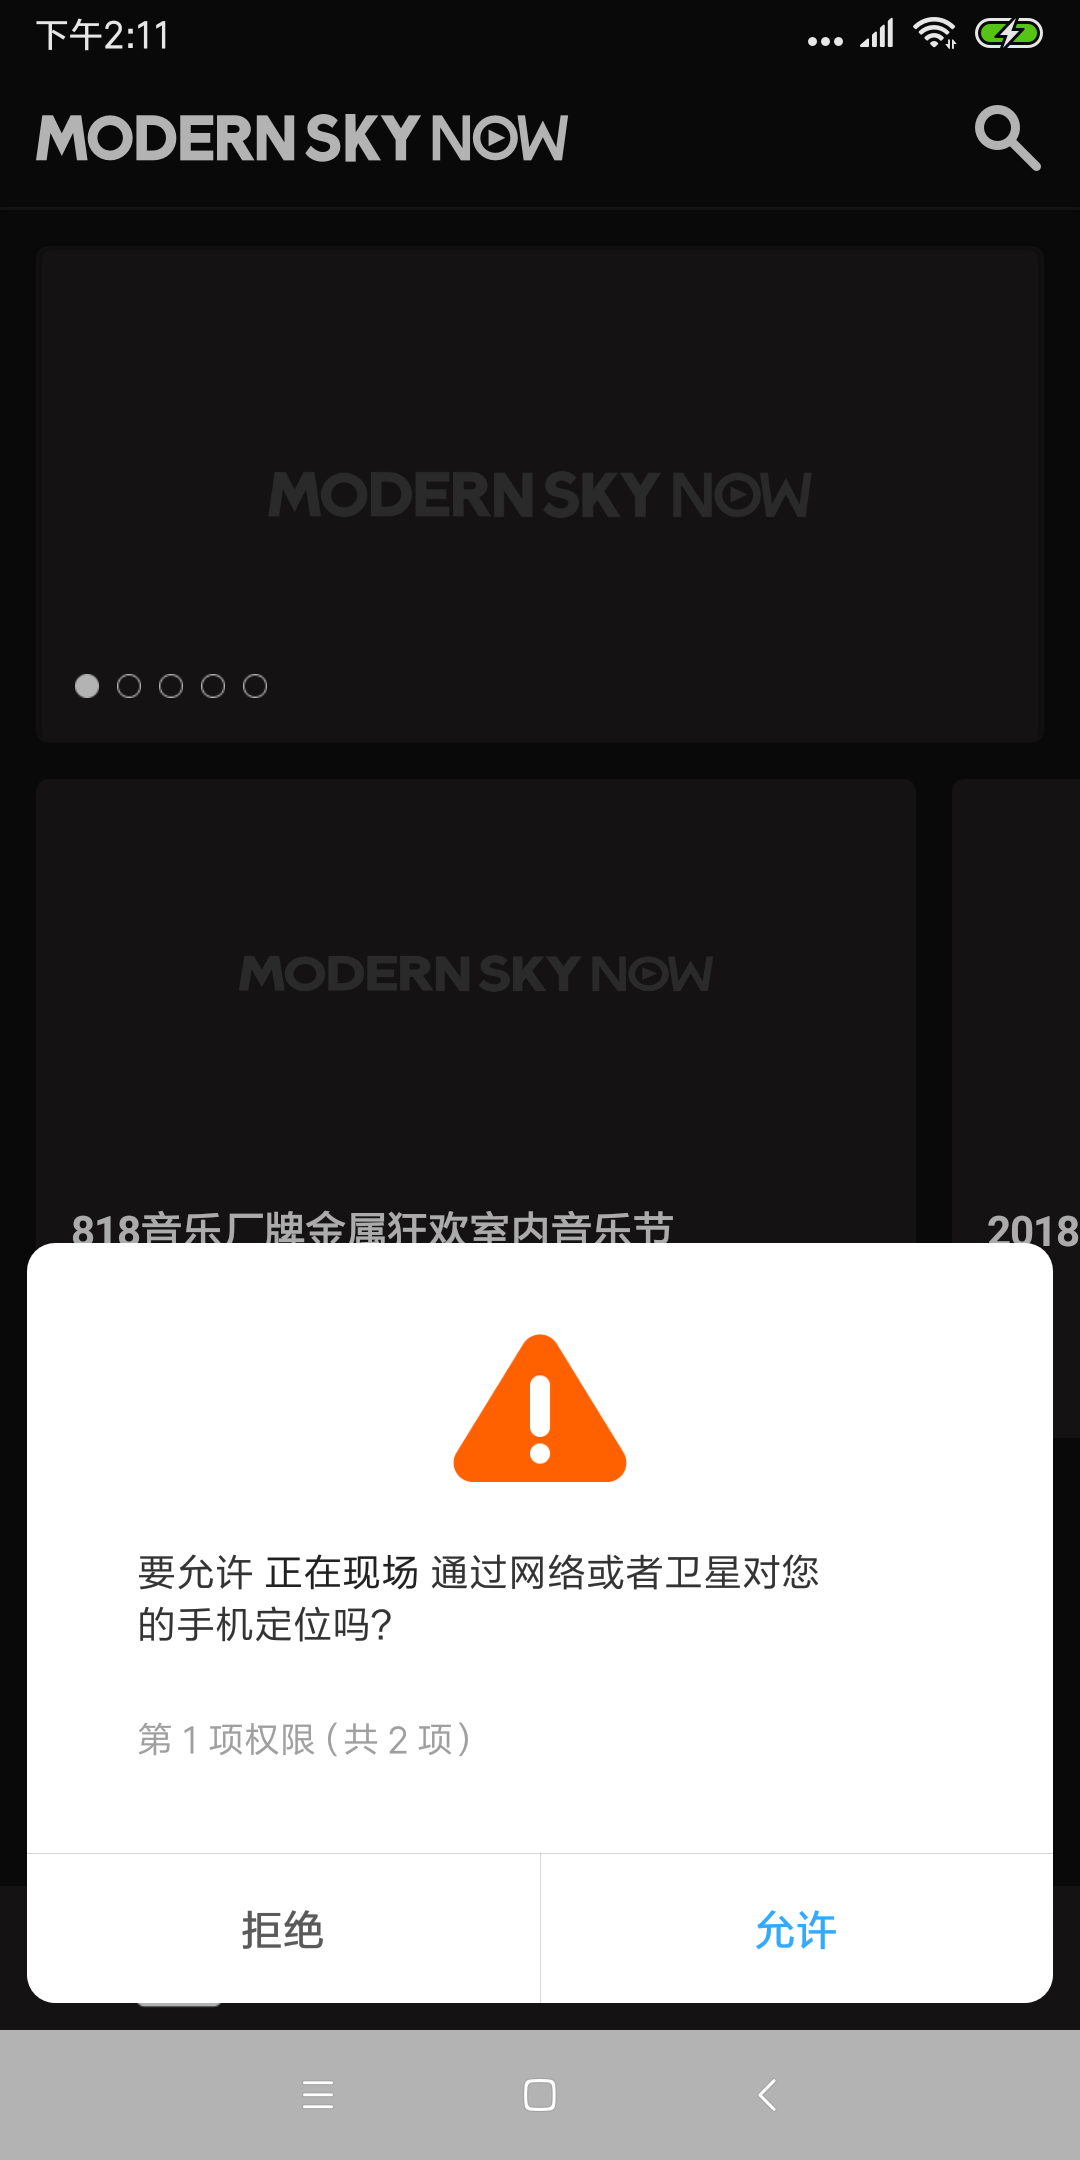 下午2:11
MODERN SKY NOW
MODERN SKY NOW
MODERN SKY NOW
818音乐厂牌金属狂欢室内音乐节
2018
要允许 正在现场 通过网络或者卫星对您
的手机定位吗?
第 1 项权限 (共 2 项)
拒绝
允许